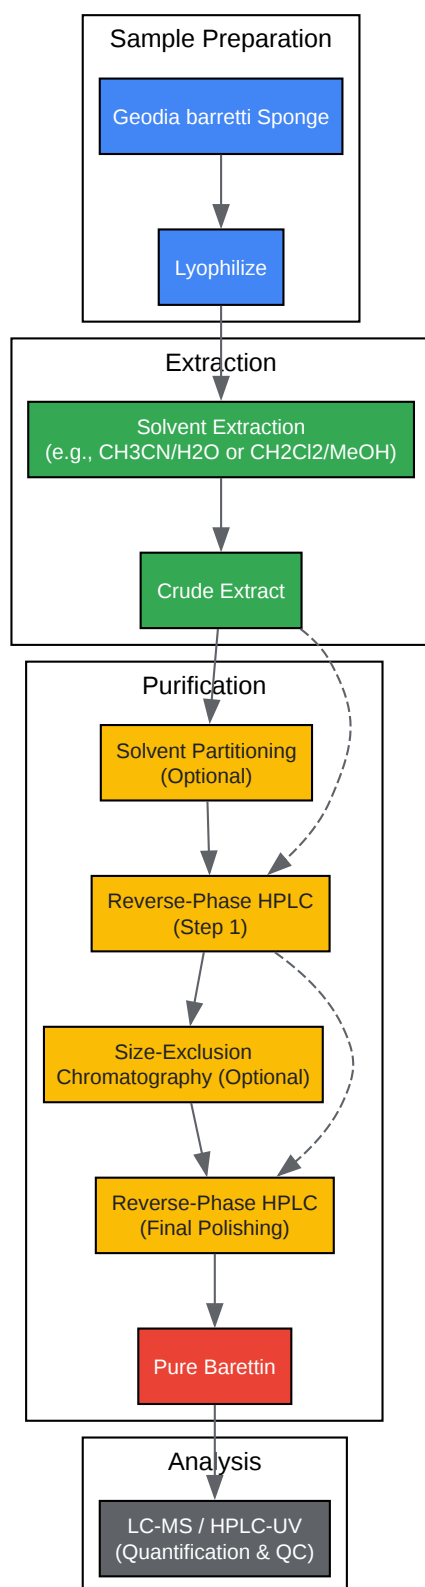 Sample Preparation
Geodia barretti Sponge
Lyophilize
Extraction
Solvent Extraction
(e.g., CH3CN/H2O or CH2Cl2/MeOH)
Crude Extract
Purification
Solvent Partitioning
(Optional)
Reverse-Phase HPLC
(Step 1)
Size-Exclusion
Chromatography (Optional)
Reverse-Phase HPLC
(Final Polishing)
Pure Barettin
Analysis
LC-MS / HPLC-UV
(Quantification & QC)